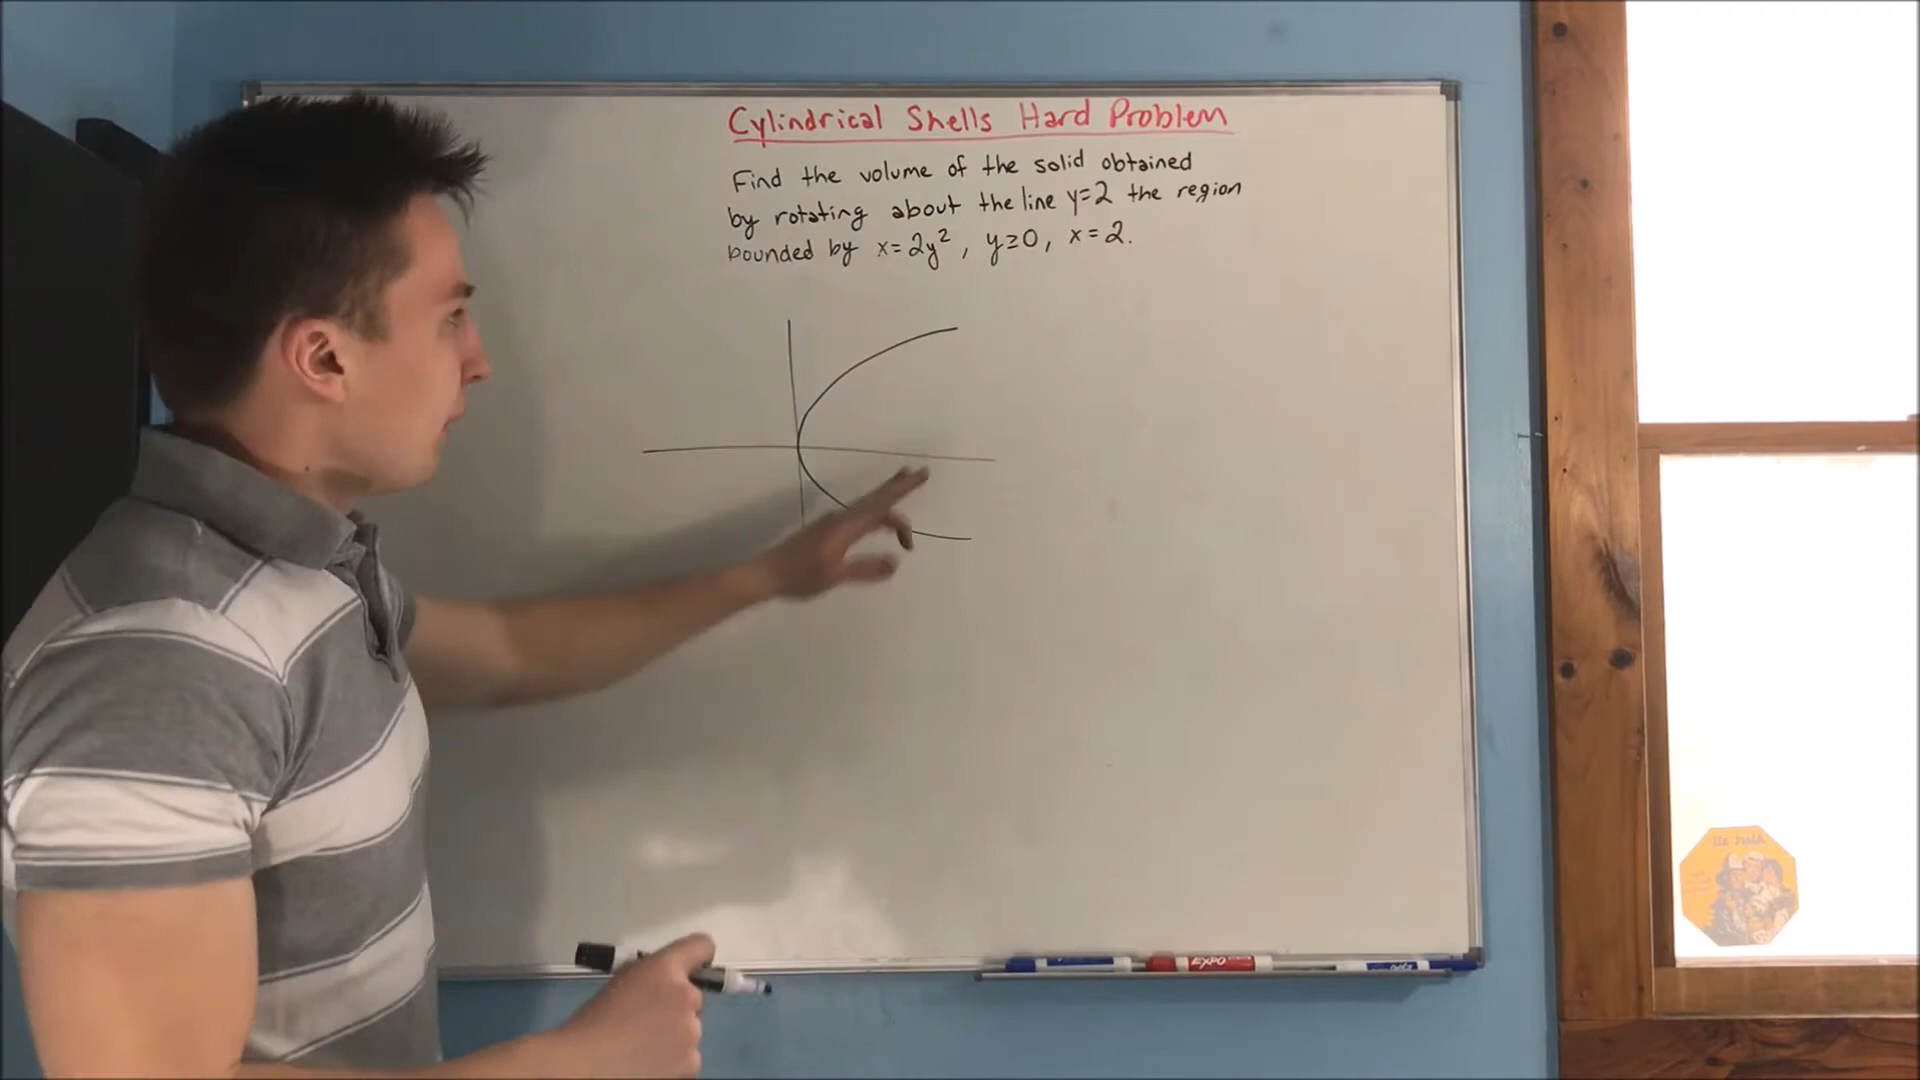 Cylindrical Shells Hard Problem
Find the volume of the solid obtained
by rotating about the line y=2 the region
bounded by x=2y², y≥0, x=2.
EXPO